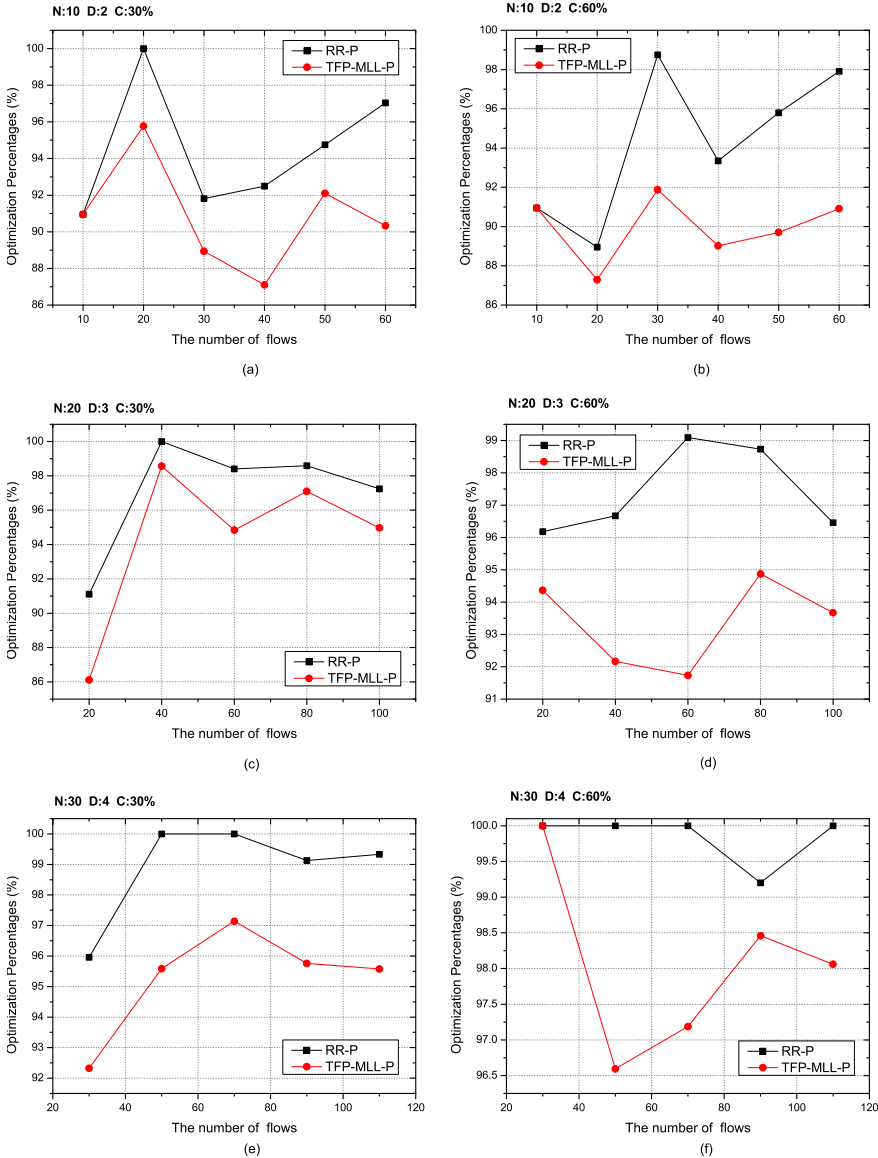 N:10 D:2 C:30%
100
98
96
94
92
90
88
86
Optimization Percentages (%)
RR-P
TFP-MLL-P
10 20 30 40 50 60
The number of flows
(a)
N:10 D:2 C:60%
100
98
96
94
92
90
88
86
Optimization Percentages (%)
RR-P
TFP-MLL-P
10 20 30 40 50 60
The number of flows
(b)
N:20 D:3 C:30%
100
98
96
94
92
90
88
86
Optimization Percentages (%)
RR-P
TFP-MLL-P
20 40 60 80 100
The number of flows
(c)
N:20 D:3 C:60%
99
98
97
96
95
94
93
92
91
Optimization Percentages (%)
RR-P
TFP-MLL-P
20 40 60 80 100
The number of flows
(d)
N:30 D:4 C:30%
100
99
98
97
96
95
94
93
92
Optimization Percentages (%)
RR-P
TFP-MLL-P
20 40 60 80 100 120
The number of flows
(e)
N:30 D:4 C:60%
100.0
99.5
99.0
98.5
98.0
97.5
97.0
96.5
Optimization Percentages (%)
RR-P
TFP-MLL-P
20 40 60 80 100 120
The number of flows
(f)